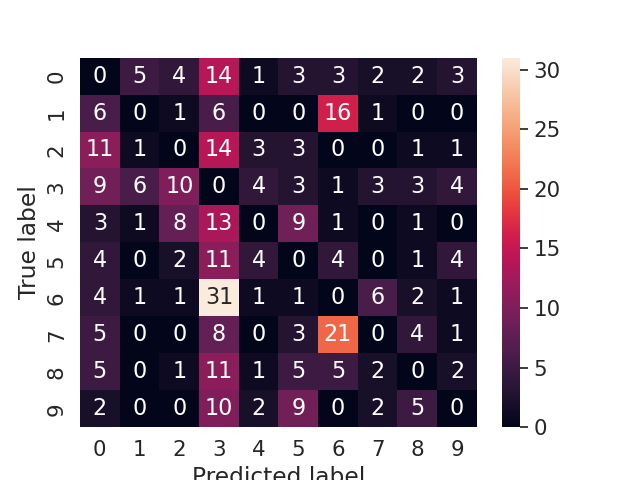 0 0 5 4 14 1 3 3 2 2 3
1 6 0 1 6 0 0 16 1 0 0
2 11 1 0 14 3 3 0 0 1 1
3 9 6 10 0 4 3 1 3 3 4
4 3 1 8 13 0 9 1 0 1 0
5 4 0 2 11 4 0 4 0 1 4
6 4 1 1 31 1 1 0 6 2 1
7 5 0 0 8 0 3 21 0 4 1
8 5 0 1 11 1 5 5 2 0 2
9 2 0 0 10 2 9 0 2 5 0
0 1 2 3 4 5 6 7 8 9
True label
Predicted label
30
25
20
15
10
5
0